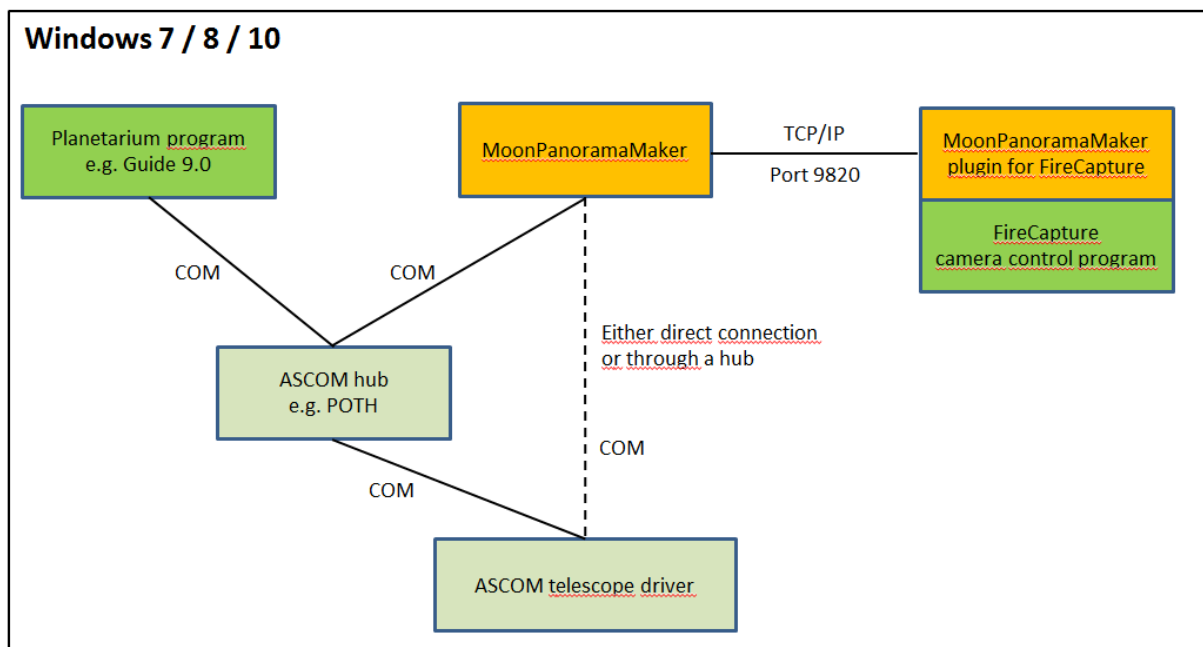 Windows 7 / 8 / 10
Planetarium program
e.g. Guide 9.0
MoonPanoramaMaker
TCP/IP
Port 9820
MoonPanoramaMaker
plugin for FireCapture
FireCapture
camera control program
COM
COM
Either direct connection
or through a hub
ASCOM hub
e.g. POTH
COM
COM
ASCOM telescope driver